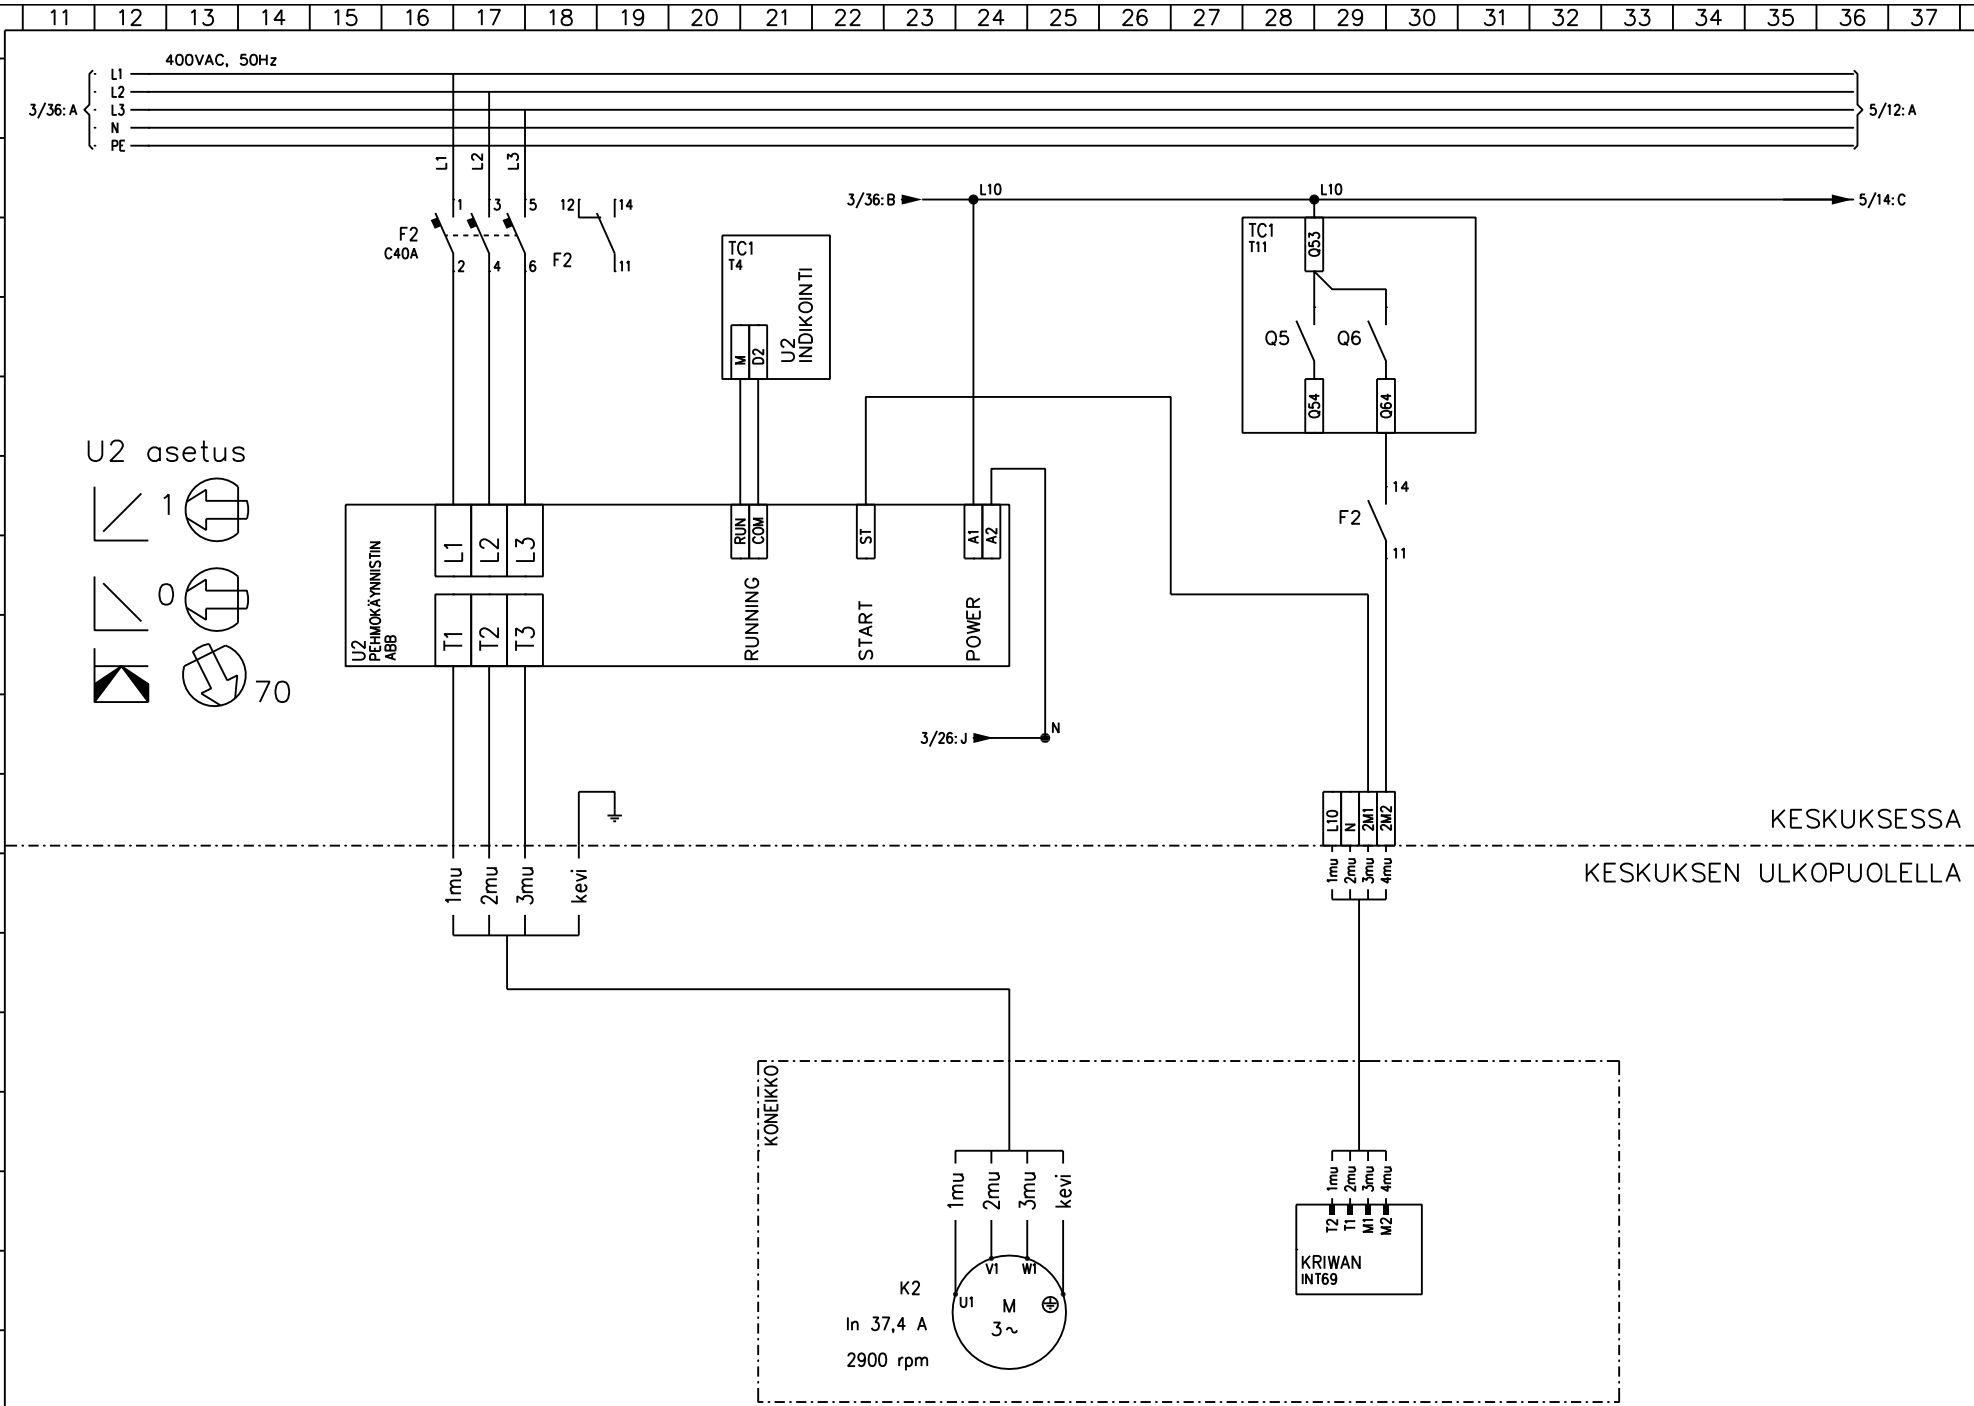 11 12 13 14 15 16 17 18 19 20 21 22 23 24 25 26 27 28 29 30 31 32 33 34 35 36 37
400VAC, 50Hz
L1
L2
3/36:A L3 5/12:A
N
PE
L1 L2 L3
3/36:B L10 L10 5/14:C
1 3 5 12 14
F2
C40A
2 4 6 F2 11
TC1
T4
U2
INDIKOINTI
M D2
TC1
T11
Q53
Q5 Q6
Q54 Q64
14
F2
11
U2 asetus
1
0
70
U2
PEHMOKÄYNNISTIN
ABB
L1 L2 L3
T1 T2 T3
RUN COM ST A1 A2
RUNNING START POWER
3/26:J N
L10 N 2M1 2M2
KESKUKSESSA
KESKUKSEN ULKOPUOLELLA
1mu 2mu 3mu kevi
1mu 2mu 3mu 4mu
KONEIKKO
1mu 2mu 3mu kevi
1mu 2mu 3mu 4mu
T2 T1 M1 M2
KRIWAN
INT69
V1 W1
K2
U1 M
In 37,4 A
3~
2900 rpm